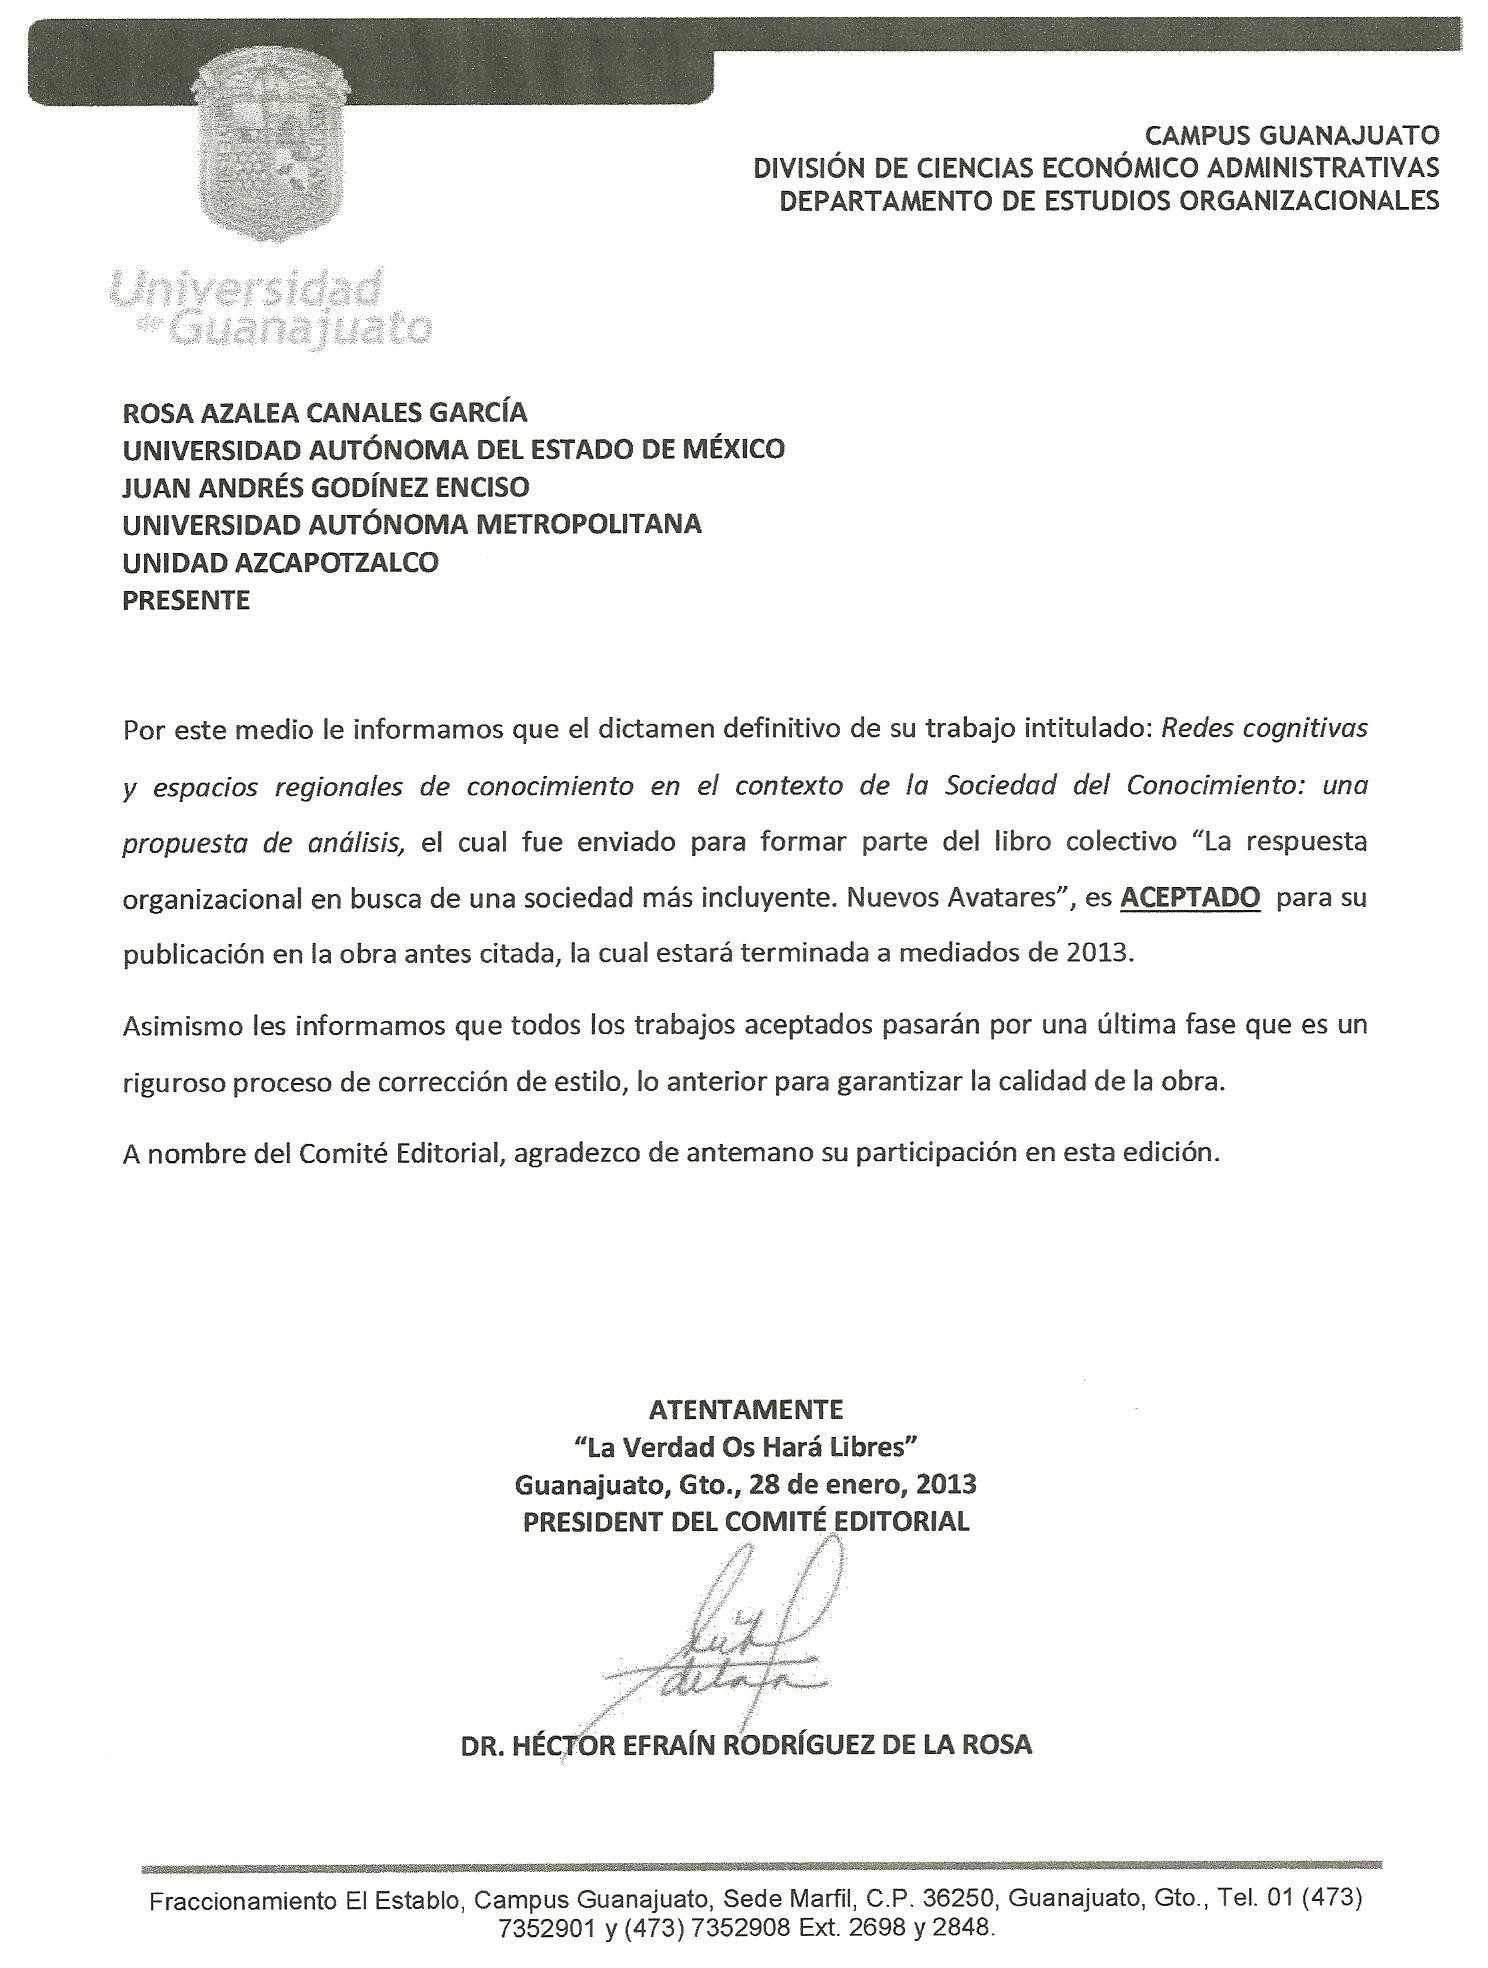 CAMPUS GUANAJUATO
DIVISIÓN DE CIENCIAS ECONÓMICO ADMINISTRATIVAS
DEPARTAMENTO DE ESTUDIOS ORGANIZACIONALES
Universidad
de Guanajuato
ROSA AZALEA CANALES GARCÍA
UNIVERSIDAD AUTÓNOMA DEL ESTADO DE MÉXICO
JUAN ANDRÉS GODÍNEZ ENCISO
UNIVERSIDAD AUTÓNOMA METROPOLITANA
UNIDAD AZCAPOTZALCO
PRESENTE
Por este medio le informamos que el dictamen definitivo de su trabajo intitulado: Redes cognitivas
y espacios regionales de conocimiento en el contexto de la Sociedad del Conocimiento: una
propuesta de análisis, el cual fue enviado para formar parte del libro colectivo “La respuesta
organizacional en busca de una sociedad más incluyente. Nuevos Avatares”, es ACEPTADO para su
publicación en la obra antes citada, la cual estará terminada a mediados de 2013.
Asimismo les informamos que todos los trabajos aceptados pasarán por una última fase que es un
riguroso proceso de corrección de estilo, lo anterior para garantizar la calidad de la obra.
A nombre del Comité Editorial, agradezco de antemano su participación en esta edición.
ATENTAMENTE
“La Verdad Os Hará Libres”
Guanajuato, Gto., 28 de enero, 2013
PRESIDENT DEL COMITÉ EDITORIAL
DR. HÉCTOR EFRAÍN RODRÍGUEZ DE LA ROSA
Fraccionamiento El Establo, Campus Guanajuato, Sede Marfil, C.P. 36250, Guanajuato, Gto., Tel. 01 (473)
7352901 y (473) 7352908 Ext. 2698 y 2848.